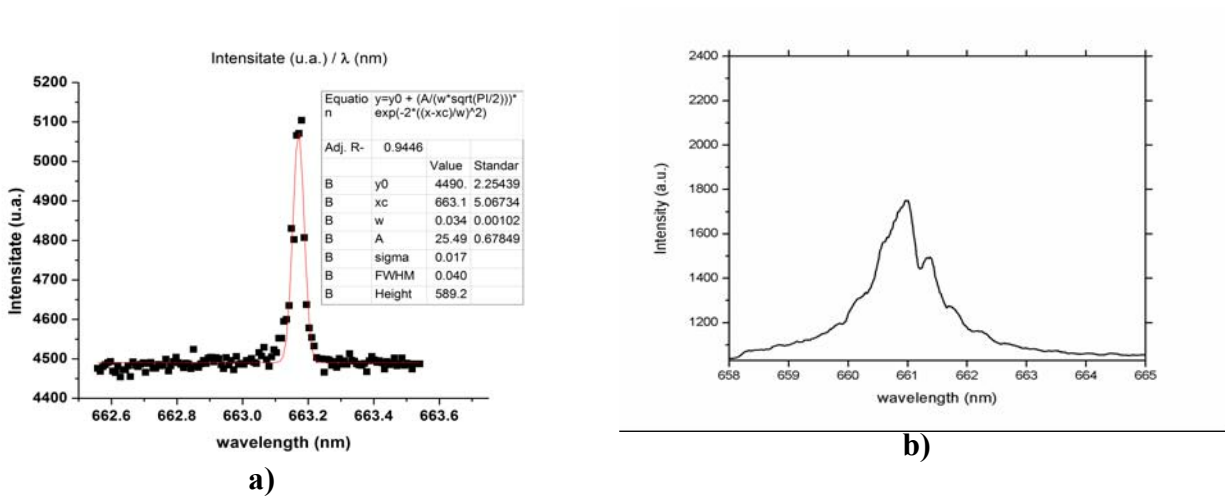 Intensitate (u.a.) / λ (nm)
5200
5100
5000
4900
4800
4700
4600
4500
4400
Intensitate (u.a.)
662.6 662.8 663.0 663.2 663.4 663.6
wavelength (nm)
Equatio y=y0 + (A/(w*sqrt(PI/2)))*
n exp(-2*((x-xc)/w)^2)
Adj. R- 0.9446
Value Standar
B y0 4490. 2.25439
B xc 663.1 5.06734
B w 0.034 0.00102
B A 25.49 0.67849
B sigma 0.017
B FWHM 0.040
B Height 589.2
a)
2400
2100
1800
1500
1200
Intensity (a.u.)
658 659 660 661 662 663 664 665
wavelength (nm)
b)